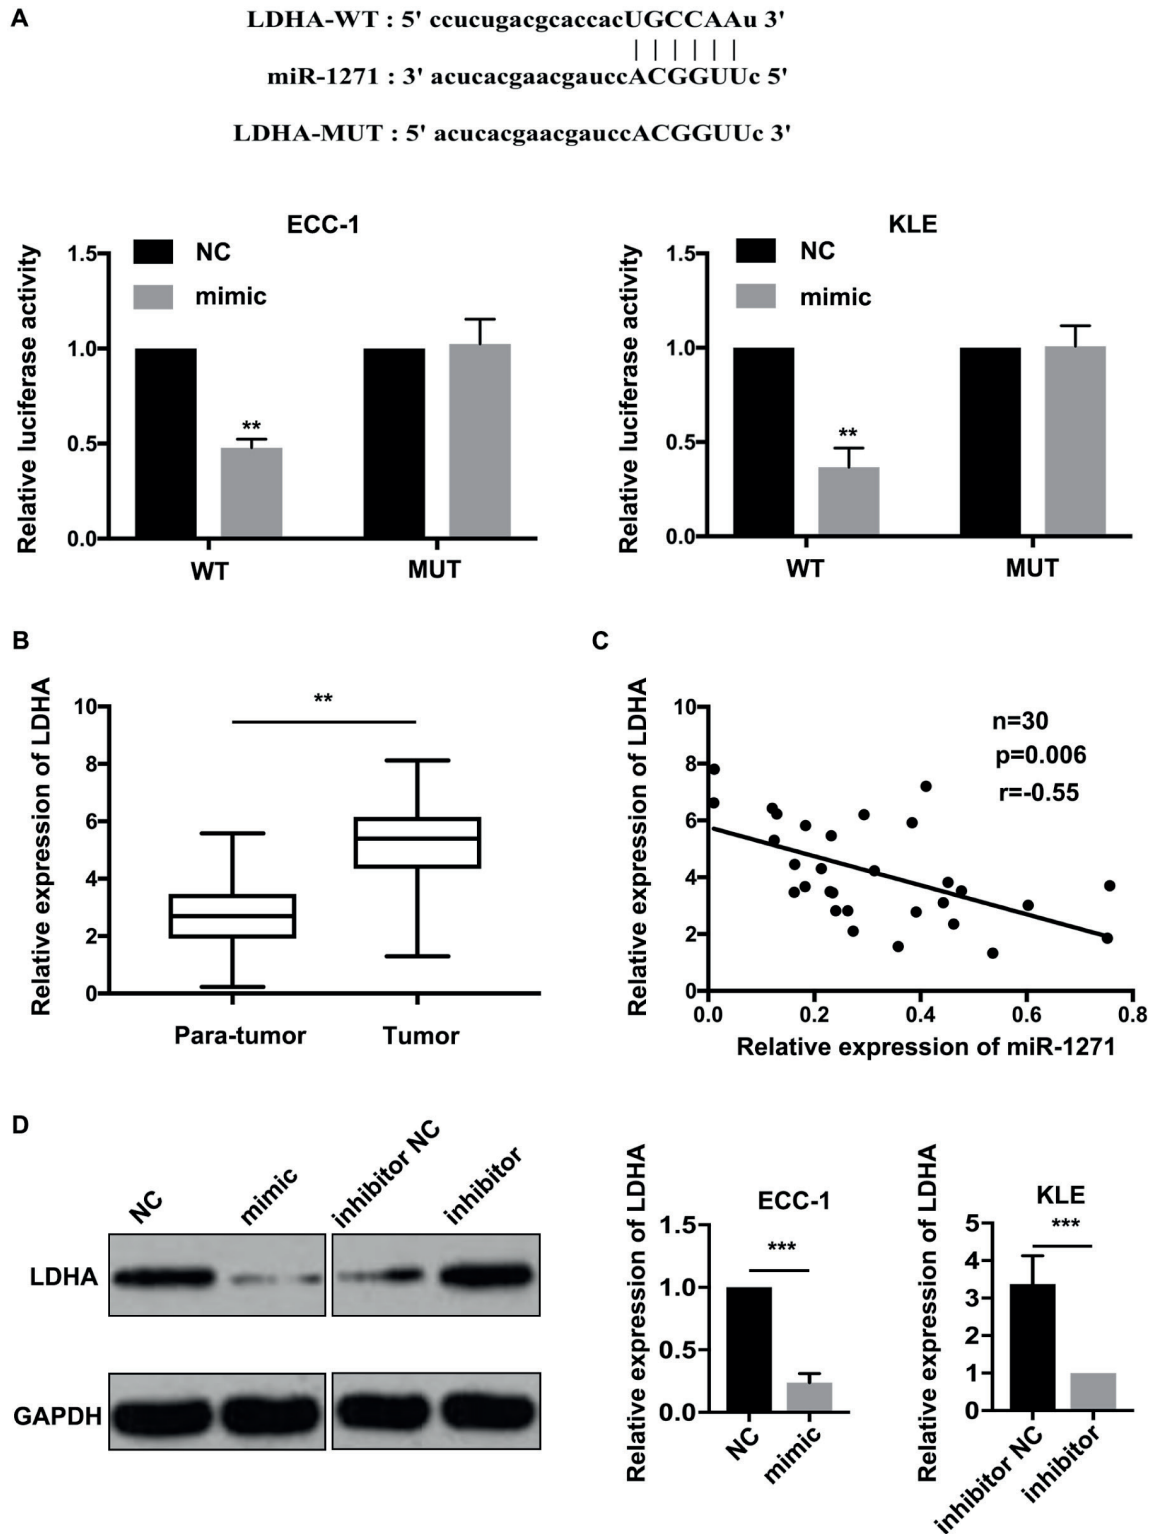 A
LDHA-WT : 5' ccucugacgcaccacUGCCAAu 3'
miR-1271 : 3' acucacgaacgauccACGGUUc 5'
LDHA-MUT : 5' acucacgaacgauccACGGUUc 3'
ECC-1
NC
mimic
Relative luciferase activity
1.5
1.0
0.5
0.0
**
WT
MUT
KLE
NC
mimic
Relative luciferase activity
1.5
1.0
0.5
0.0
**
WT
MUT
B
Relative expression of LDHA
10
8
6
4
2
0
**
Para-tumor
Tumor
C
Relative expression of LDHA
10
8
6
4
2
0
n=30
p=0.006
r=-0.55
0.0
0.2
0.4
0.6
0.8
Relative expression of miR-1271
D
NC
mimic
inhibitor NC
inhibitor
LDHA
GAPDH
ECC-1
Relative expression of LDHA
1.5
1.0
0.5
0.0
***
NC
mimic
KLE
Relative expression of LDHA
5
4
3
2
1
0
***
inhibitor NC
inhibitor